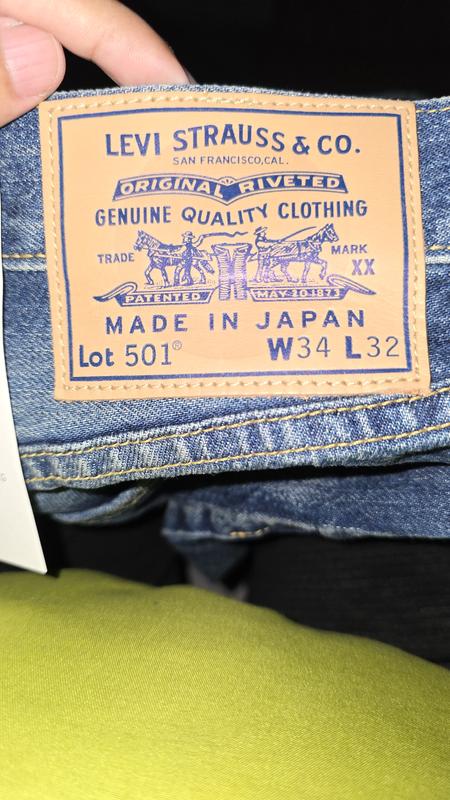 LEVI STRAUSS & CO.
SAN FRANCISCO,CAL.
ORIGINAL RIVETED
GENUINE QUALITY CLOTHING
TRADE MARK
XX
PATENTED MAY.20.1873
MADE IN JAPAN
Lot 501® W34 L32